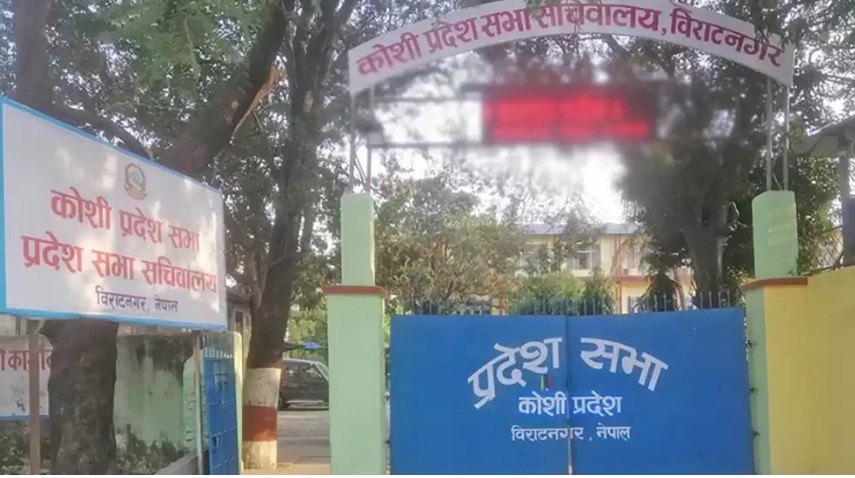 कोशी प्रदेश सभा सचिवालय, विराटनगर
कोशी प्रदेश सभा
प्रदेश सभा सचिवालय
विराटनगर, नेपाल
प्रदेश सभा
कोशी प्रदेश
विराटनगर, नेपाल